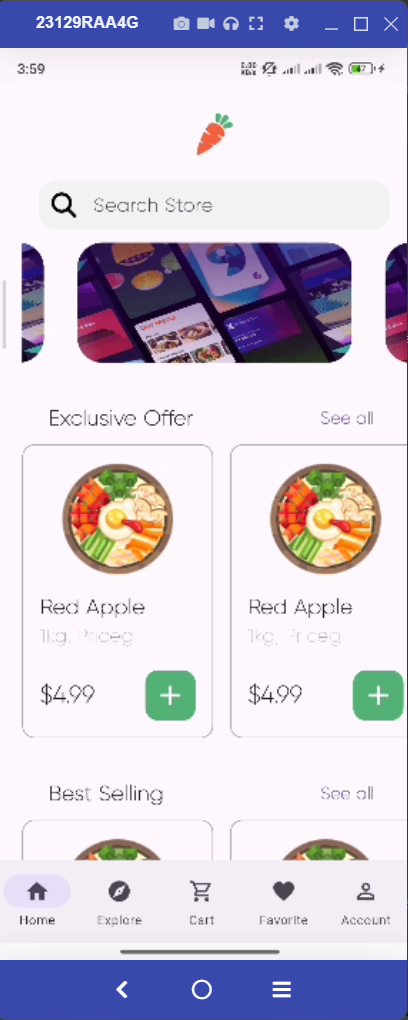 23129RAA4G
3:59
47
Search Store
Exclusive Offer
See all
Red Apple
1kg, Priceg
$4.99
Red Apple
1kg, Priceg
$4.99
Best Selling
See all
Home
Explore
Cart
Favorite
Account